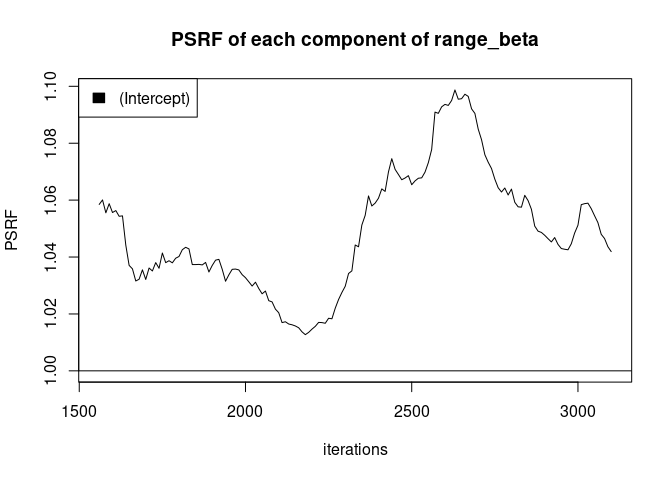 PSRF of each component of range_beta
(Intercept)
PSRF
1.10
1.08
1.06
1.04
1.02
1.00
1500 2000 2500 3000
iterations